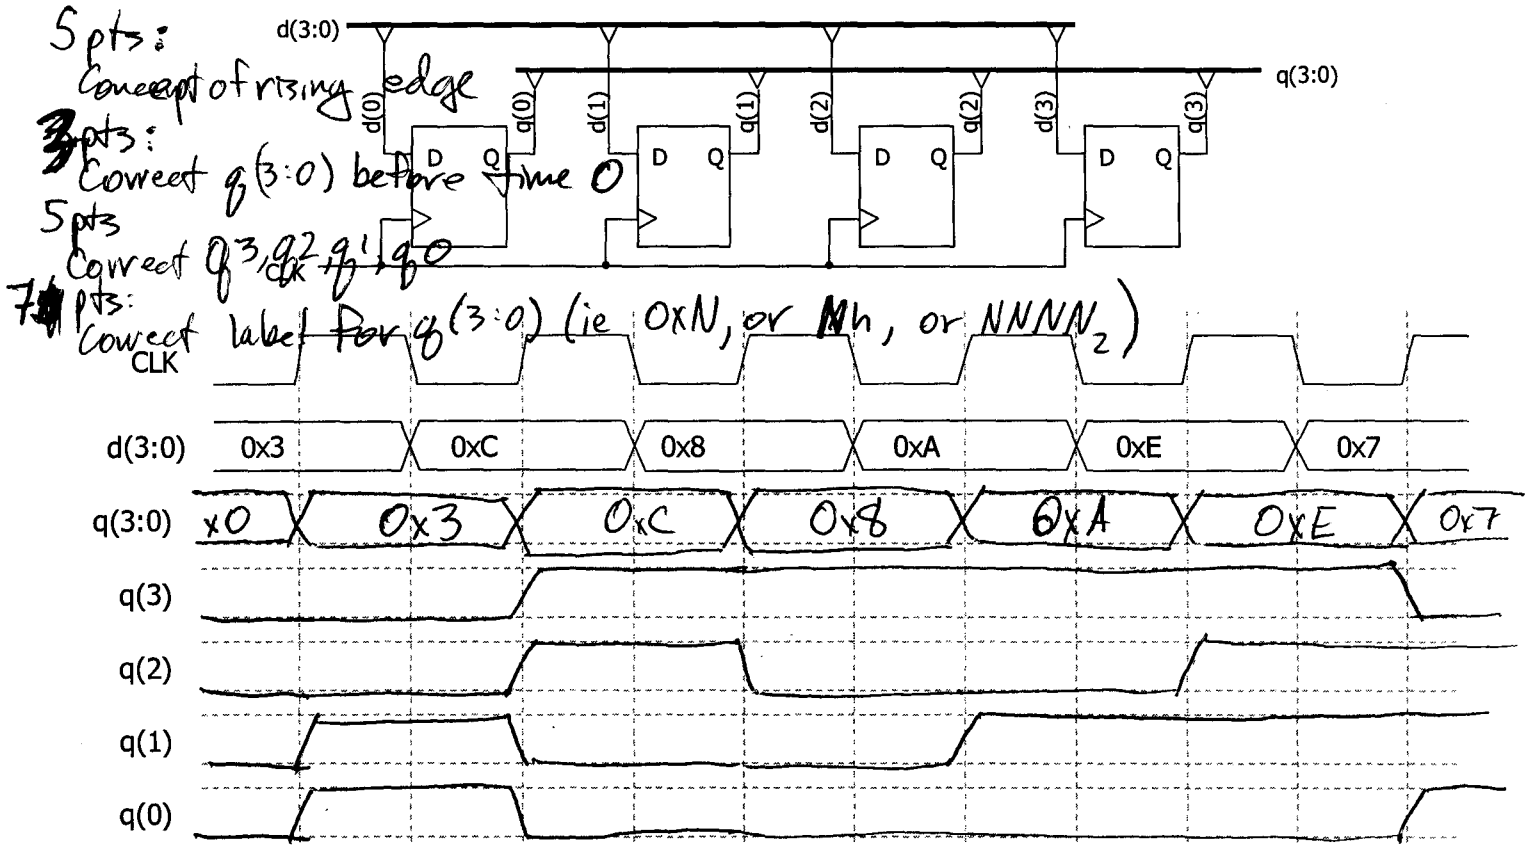 5 pts:
Concept of rising edge
3 pts:
Correct q(3:0) before time 0
5 pts
Correct q3, q2, q1, q0
7 pts:
Correct label for q(3:0) (ie 0xN, or Nh, or NNNN2)
d(3:0)
q(3:0)
d(0) q(0) d(1) q(1) d(2) q(2) d(3) q(3)
D Q D Q D Q D Q
CLK
CLK
d(3:0) 0x3 0xC 0x8 0xA 0xE 0x7
q(3:0) x0 0x3 0xC 0x8 0xA 0xE 0x7
q(3)
q(2)
q(1)
q(0)